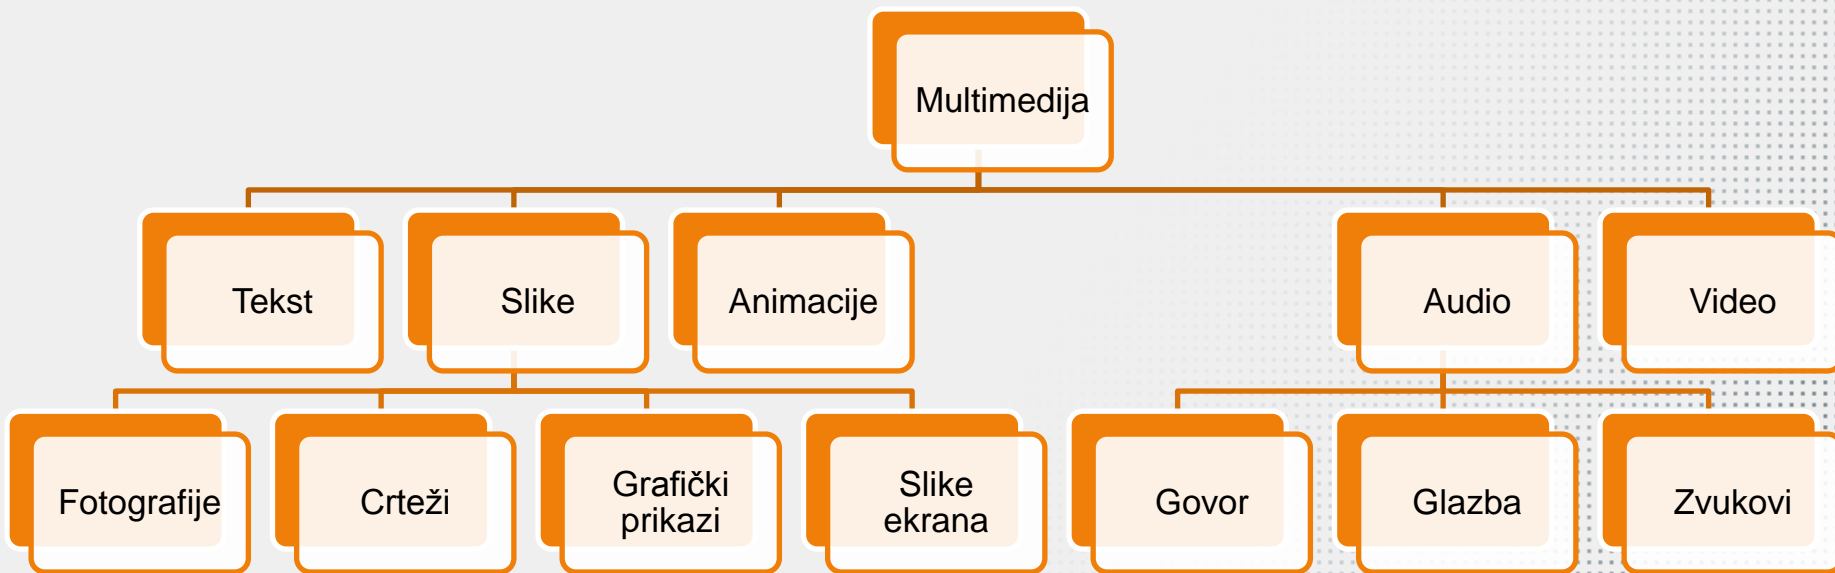 Multimedija
Tekst
Slike
Animacije
Audio
Video
Fotografije
Crteži
Grafički
prikazi
Slike
ekrana
Govor
Glazba
Zvukovi